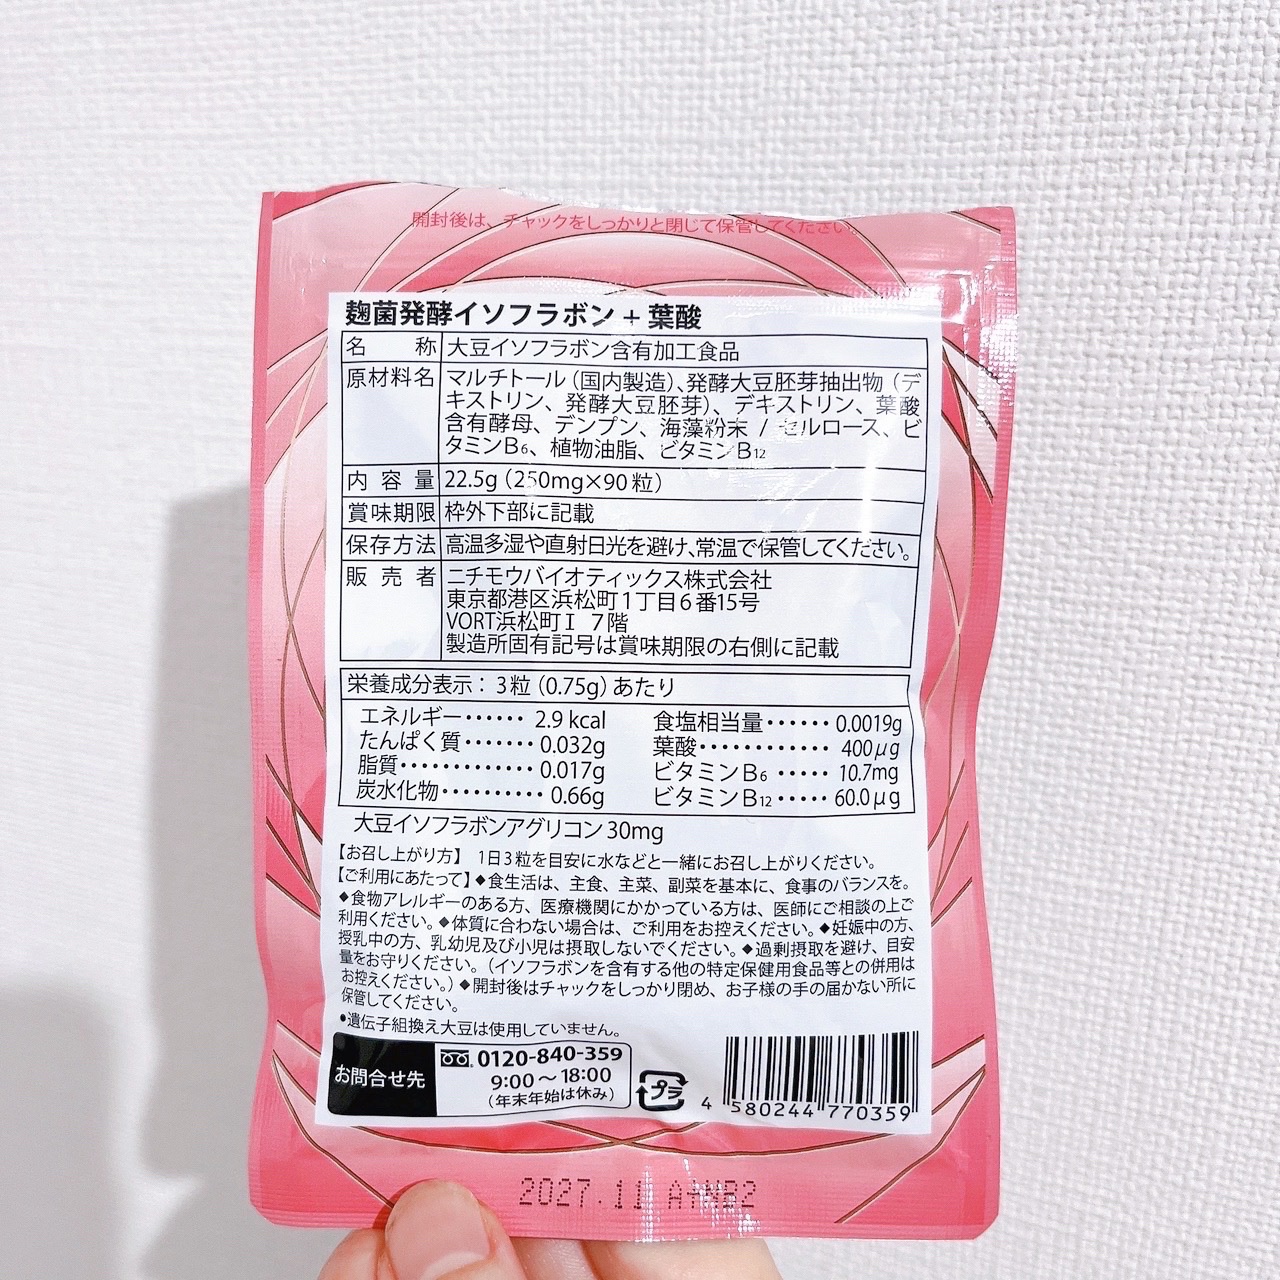 開封後は、チャックをしっかりと閉じて保管してください。
麹菌発酵イソフラボン + 葉酸
名称 大豆イソフラボン含有加工食品
原材料名 マルチトール（国内製造）、発酵大豆胚芽抽出物（デ
キストリン、発酵大豆胚芽）、デキストリン、葉酸
含有酵母、デンプン、海藻粉末 / セルロース、ビ
タミンB6、植物油脂、ビタミンB12
内容量 22.5g（250mg×90粒）
賞味期限 枠外下部に記載
保存方法 高温多湿や直射日光を避け、常温で保管してください。
販売者 ニチモウバイオティックス株式会社
東京都港区浜松町1丁目6番15号
VORT浜松町Ⅰ 7階
製造所固有記号は賞味期限の右側に記載
栄養成分表示：3粒（0.75g）あたり
エネルギー‥‥‥ 2.9 kcal 食塩相当量‥‥‥ 0.0019g
たんぱく質‥‥‥ 0.032g 葉酸‥‥‥‥‥‥ 400μg
脂質‥‥‥‥‥‥ 0.017g ビタミンB6 ‥‥‥ 10.7mg
炭水化物‥‥‥‥‥ 0.66g ビタミンB12 ‥‥‥ 60.0μg
大豆イソフラボンアグリコン 30mg
【お召し上がり方】 1日3粒を目安に水などと一緒にお召し上がりください。
【ご利用にあたって】◆食生活は、主食、主菜、副菜を基本に、食事のバランスを。
◆食物アレルギーのある方、医療機関にかかっている方は、医師にご相談の上ご
利用ください。◆体質に合わない場合は、ご利用をお控えください。◆妊娠中の方、
授乳中の方、乳幼児及び小児は摂取しないでください。◆過剰摂取を避け、目安
量をお守りください。（イソフラボンを含有する他の特定保健用食品等との併用は
お控えください。）◆開封後はチャックをしっかり閉め、お子様の手の届かない所に
保管してください。
●遺伝子組換え大豆は使用していません。
お問合せ先 0120-840-359
9:00～18:00
（年末年始は休み）
プラ
4 580244 770359
2027.11